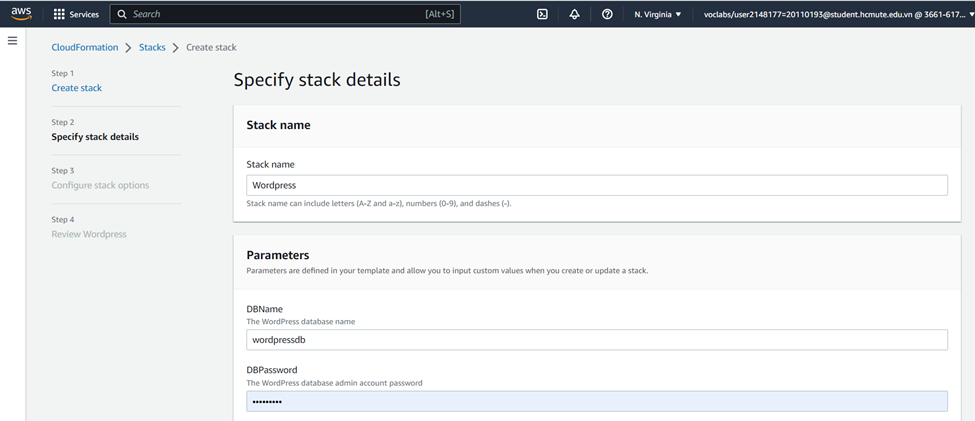 aws
Services
Search
[Alt+S]
N. Virginia
voclabs/user2148177=20110193@student.hcmute.edu.vn @ 3661-617...
CloudFormation > Stacks > Create stack
Step 1
Create stack
Step 2
Specify stack details
Step 3
Configure stack options
Step 4
Review Wordpress
Specify stack details
Stack name
Stack name
Wordpress
Stack name can include letters (A-Z and a-z), numbers (0-9), and dashes (-).
Parameters
Parameters are defined in your template and allow you to input custom values when you create or update a stack.
DBName
The WordPress database name
wordpressdb
DBPassword
The WordPress database admin account password
•••••••••